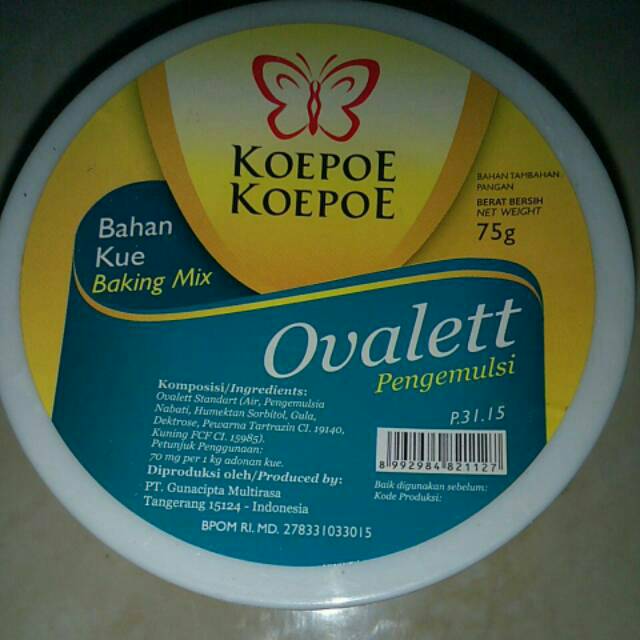 KOEPOE
KOEPOE
BAHAN TAMBAHAN
PANGAN
BERAT BERSIH
NET WEIGHT
75g
Bahan
Kue
Baking Mix
Ovalett
Pengemulsi
Komposisi/Ingredients:
Ovalett Standart (Air, Pengemulsia
Nabati, Humektan Sorbitol, Gula,
Dektrose, Pewarna Tartrazin CI. 19140,
Kuning FCF CI. 15985).
Petunjuk Penggunaan:
70 mg per 1 kg adonan kue.
Diproduksi oleh/Produced by:
PT. Gunacipta Multirasa
Tangerang 15124 - Indonesia
BPOM RI. MD. 278331033015
P.31.15
8 992984 821127
Baik digunakan sebelum:
Kode Produksi: